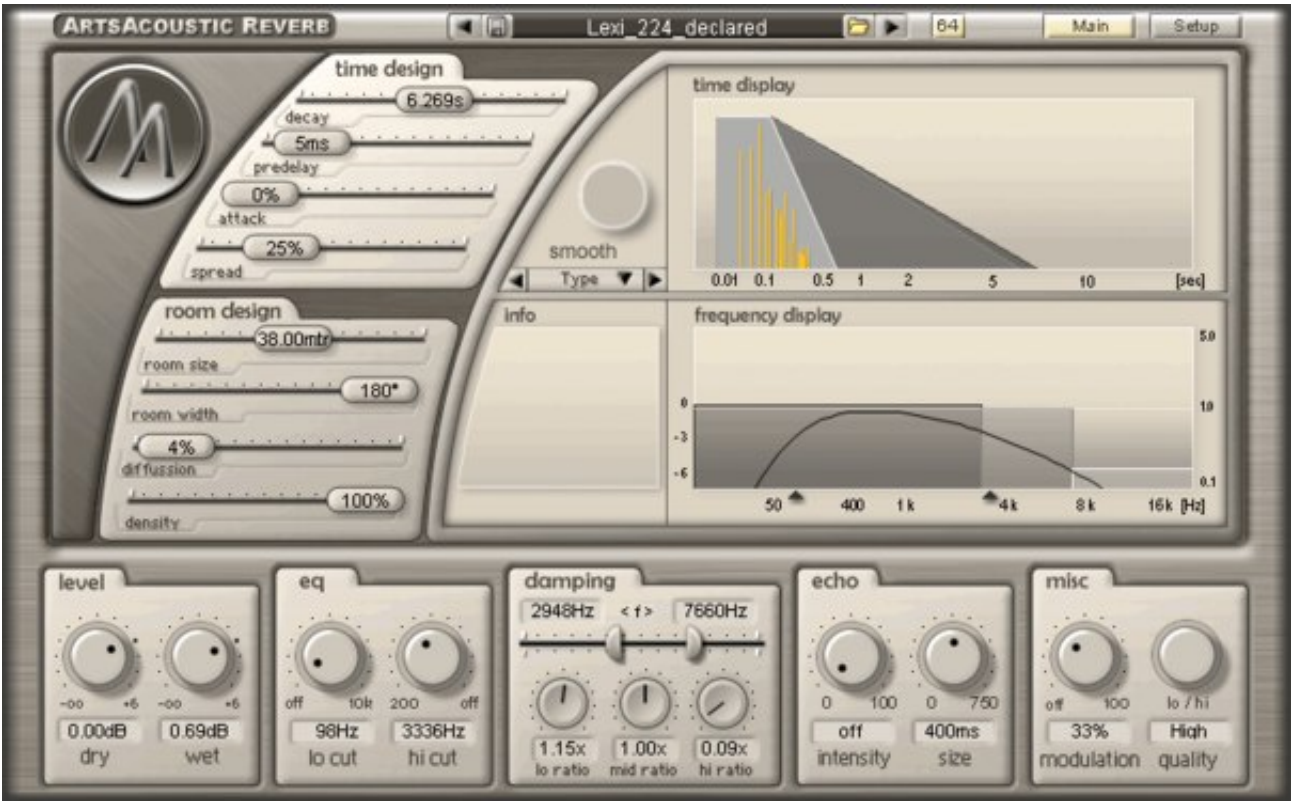 ARTSACOUSTIC REVERB
Lexi_224_declared
64
Main
Setup
time design
6.269s
decay
5ms
predelay
0%
attack
25%
spread
room design
38.00mtr
room size
180°
room width
4%
diffussion
100%
density
smooth
Type
info
time display
0.01 0.1 0.5 1 2 5 10 [sec]
frequency display
5.0
0 1.0
-3
-6 0.1
50 400 1k 4k 8k 16k [Hz]
level
-oo +6 -oo +6
0.00dB 0.69dB
dry wet
eq
off 10k 200 off
98Hz 3336Hz
lo cut hi cut
damping
2948Hz <f> 7660Hz
1.15x 1.00x 0.09x
lo ratio mid ratio hi ratio
echo
0 100 0 750
off 400ms
intensity size
misc
off 100 lo / hi
33% High
modulation quality